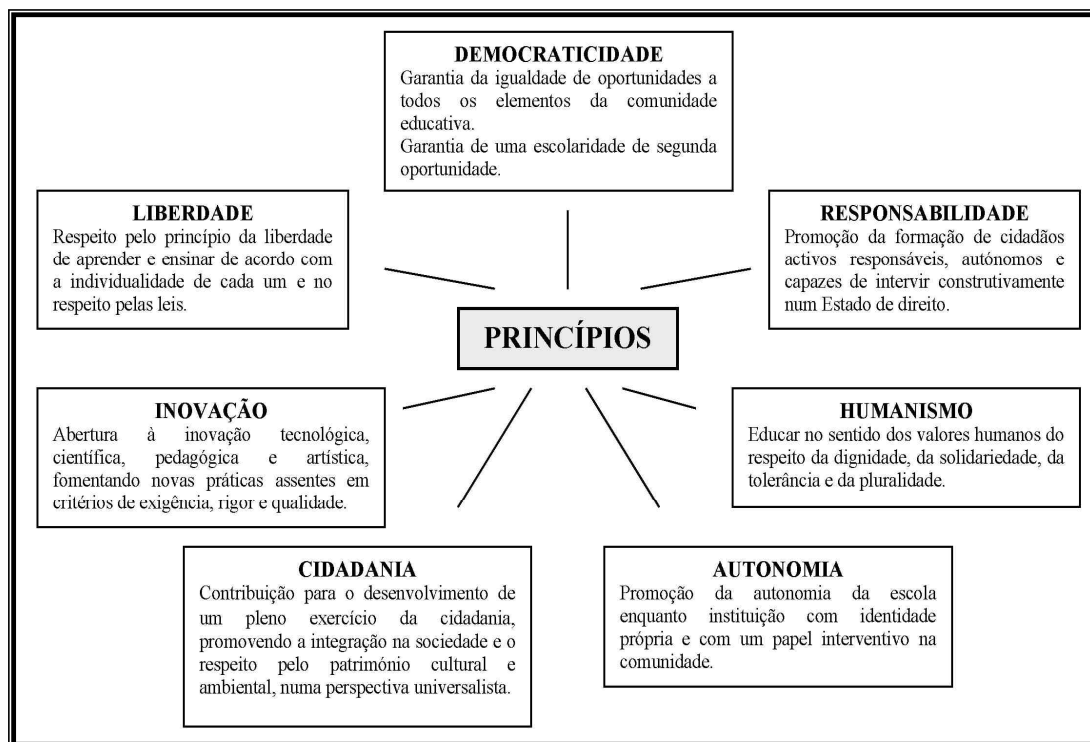 DEMOCRATICIDADE
Garantia da igualdade de oportunidades a
todos os elementos da comunidade
educativa.
Garantia de uma escolaridade de segunda
oportunidade.
LIBERDADE
Respeito pelo princípio da liberdade
de aprender e ensinar de acordo com
a individualidade de cada um e no
respeito pelas leis.
RESPONSABILIDADE
Promoção da formação de cidadãos
activos responsáveis, autónomos e
capazes de intervir construtivamente
num Estado de direito.
PRINCÍPIOS
INOVAÇÃO
Abertura à inovação tecnológica,
científica, pedagógica e artística,
fomentando novas práticas assentes em
critérios de exigência, rigor e qualidade.
HUMANISMO
Educar no sentido dos valores humanos do
respeito da dignidade, da solidariedade, da
tolerância e da pluralidade.
CIDADANIA
Contribuição para o desenvolvimento de
um pleno exercício da cidadania,
promovendo a integração na sociedade e o
respeito pelo património cultural e
ambiental, numa perspectiva universalista.
AUTONOMIA
Promoção da autonomia da escola
enquanto instituição com identidade
própria e com um papel interventivo na
comunidade.